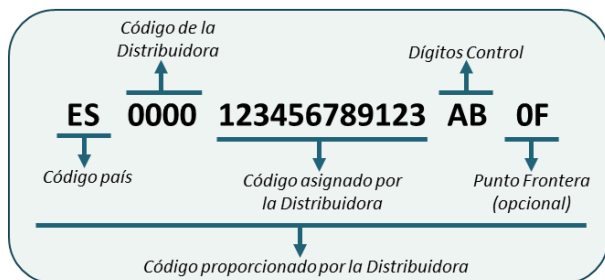 Código de la
Distribuidora
Dígitos Control
ES 0000 123456789123 AB 0F
Código país
Código asignado por
la Distribuidora
Punto Frontera
(opcional)
Código proporcionado por la Distribuidora